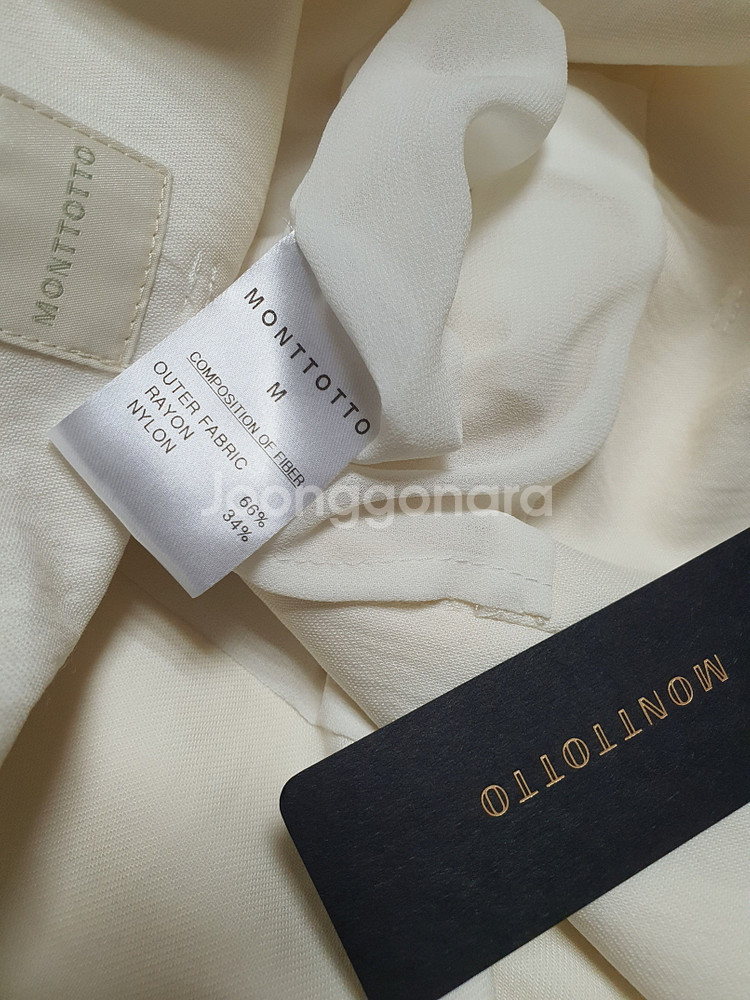 MONTTOTTO
MONTTOTTO
M
COMPOSITION OF FIBER
OUTER FABRIC
RAYON 66%
NYLON 34%
Joonggonara
MONTTOTTO